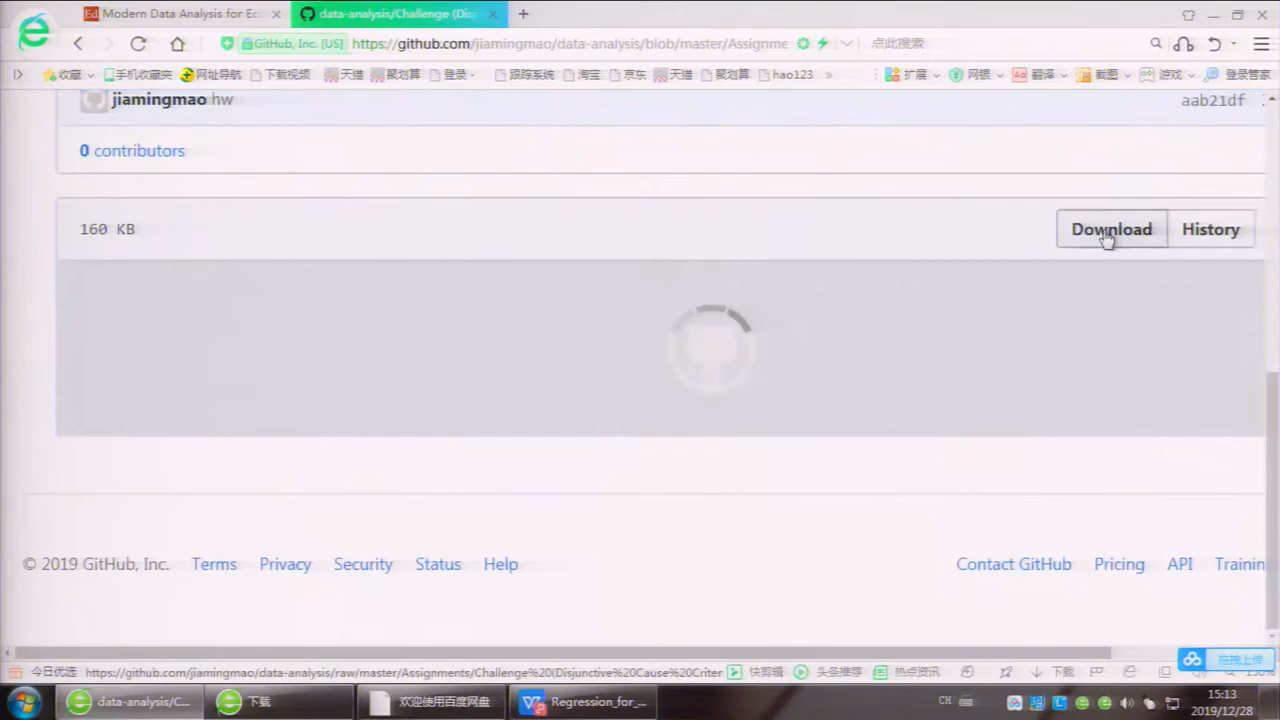 Modern Data Analysis for Ec
data-analysis/Challenge (Dis
GitHub, Inc. [US]
https://github.com/jiamingmao/data-analysis/blob/master/Assignme
点此搜索
收藏
手机收藏夹
网址导航
下载视频
天猫
聚划算
登录
跟踪系统
淘宝
京东
天猫
聚划算
hao123
»
扩展
网银
翻译
截图
游戏
登录管家
jiamingmao hw
aab21df
0 contributors
160 KB
Download
History
© 2019 GitHub, Inc.
Terms
Privacy
Security
Status
Help
Contact GitHub
Pricing
API
Trainin
今日优选
https://github.com/jiamingmao/data-analysis/raw/master/Assignments/Challenge%20(Disjunctive%20Cause%20Criter
快剪辑
头条推荐
热点资讯
下载
拖拽上传
data-analysis/C...
下载
欢迎使用百度网盘
Regression_for_...
CH
15:13
2019/12/28